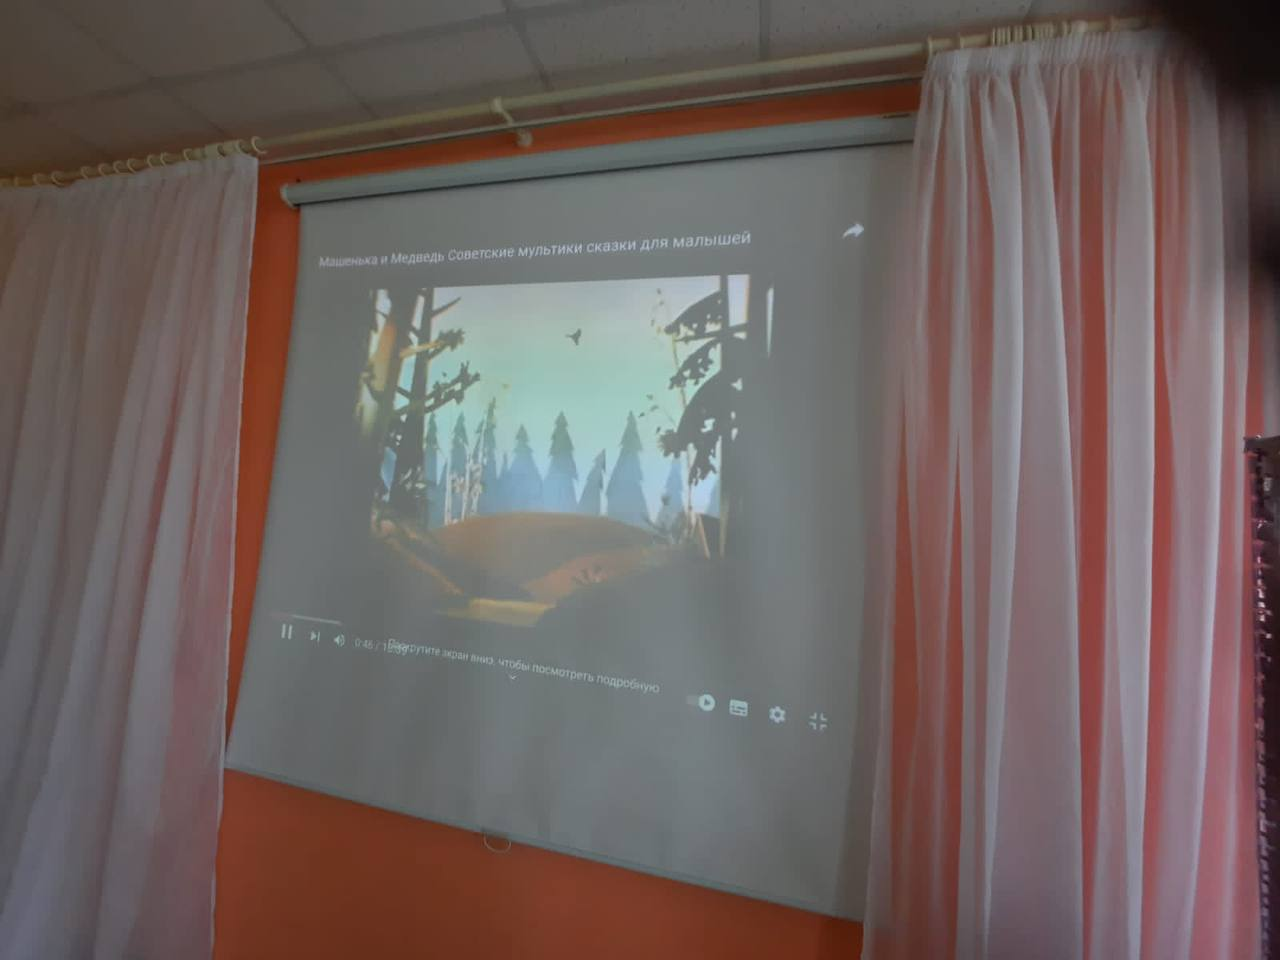 Машенька и Медведь Советские мультики сказки для малышей
0:46 /
Прокрутите экран вниз, чтобы посмотреть подробную